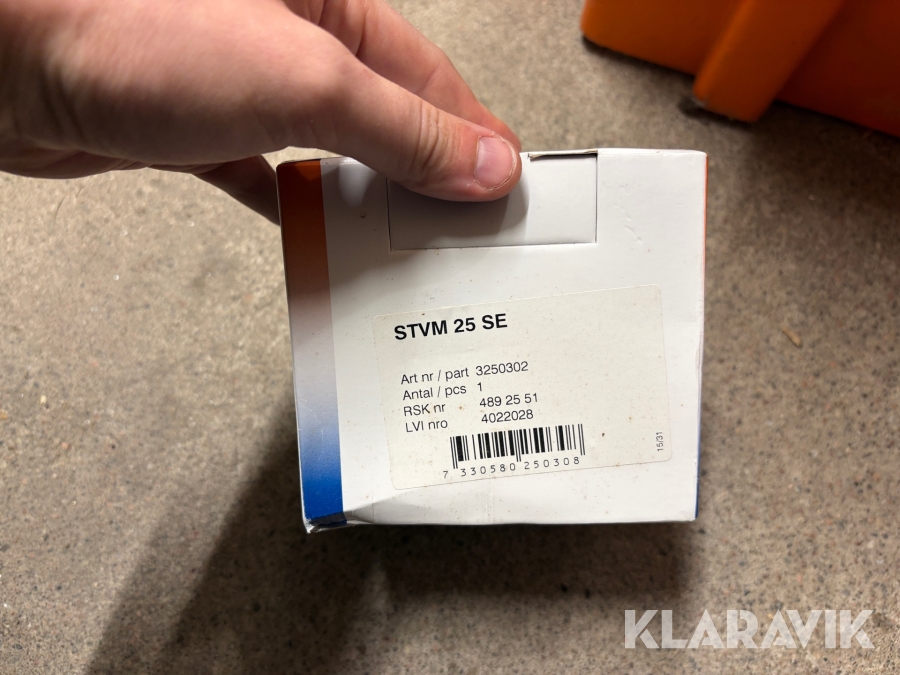 STVM 25 SE
Art nr / part 3250302
Antal / pcs 1
RSK nr 489 25 51
LVI nro 4022028
7 330580 250308
15/31
KLARAVIK